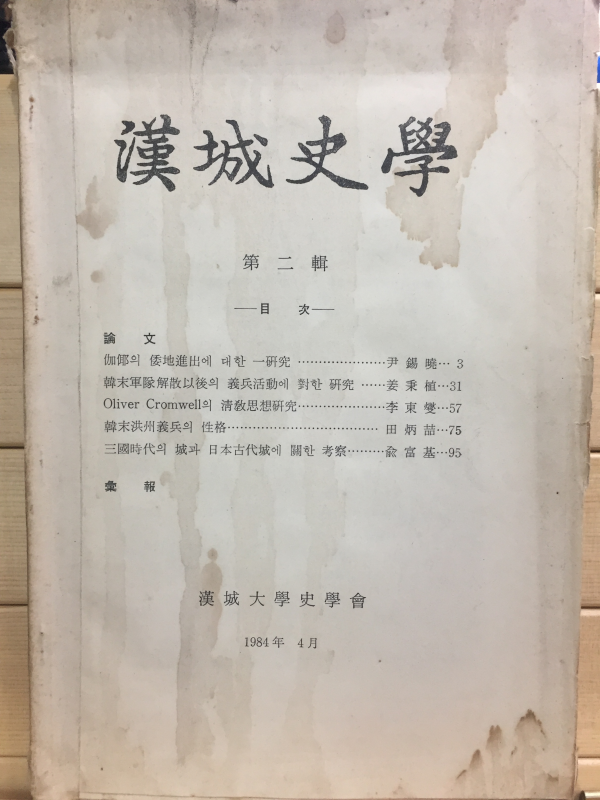 漢城史學
第二輯
——目 次——
論 文
伽倻의 倭地進出에 대한 一硏究 ……………………尹錫曉… 3
韓末軍隊解散以後의 義兵活動에 對한 硏究 ……姜秉植…31
Oliver Cromwell의 淸敎思想硏究…………………李東燮…57
韓末洪州義兵의 性格………………………………… 田炳喆…75
三國時代의 城과 日本古代城에 關한 考察………兪富基…95
彙 報
漢城大學史學會
1984年 4月